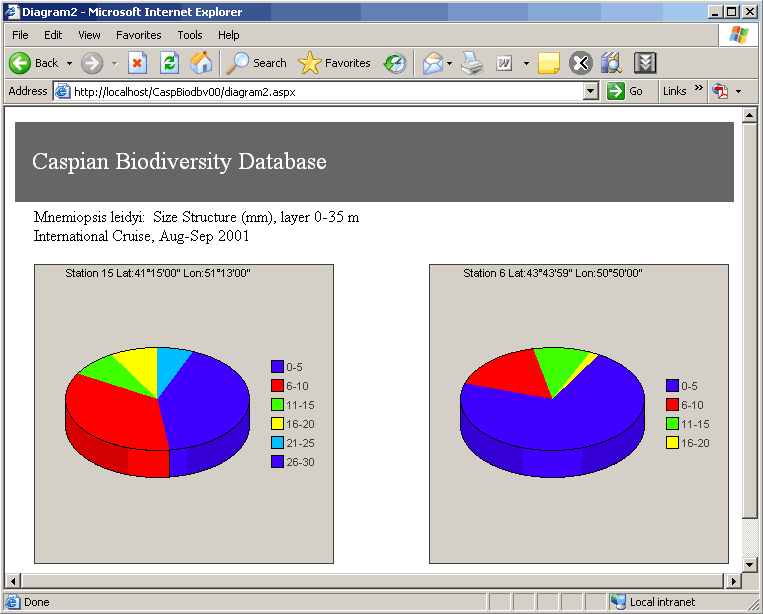 Diagram2 - Microsoft Internet Explorer
File Edit View Favorites Tools Help
Back Search Favorites W
Address http://localhost/CaspBiodbv00/diagram2.aspx Go Links »
Caspian Biodiversity Database
Mnemiopsis leidyi: Size Structure (mm), layer 0-35 m
International Cruise, Aug-Sep 2001
Station 15 Lat:41°15'00" Lon:51°13'00"
0-5
6-10
11-15
16-20
21-25
26-30
Station 6 Lat:43°43'59" Lon:50°50'00"
0-5
6-10
11-15
16-20
Done Local intranet